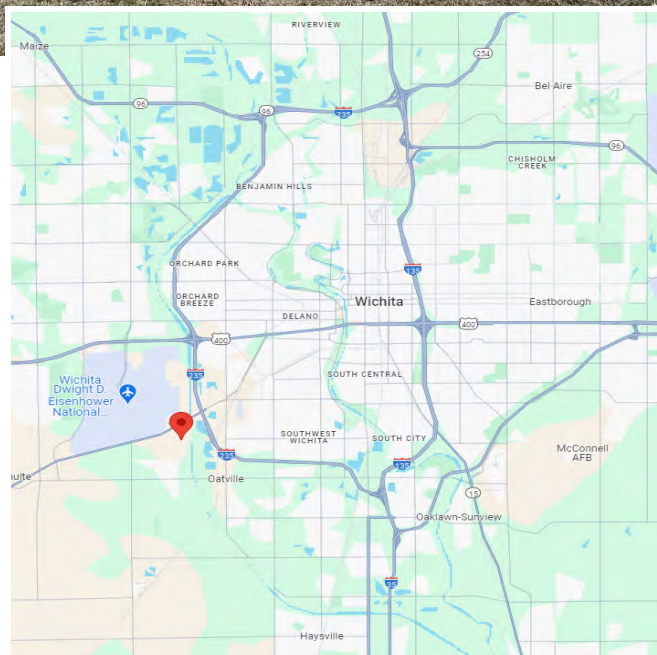 RIVERVIEW
Maize
254
Bel Aire
96
96
235
96
CHISHOLM
CREEK
BENJAMIN HILLS
ORCHARD PARK
135
ORCHARD
BREEZE
Wichita
Eastborough
DELANO
400
400
235
SOUTH CENTRAL
Wichita
Dwight D.
Eisenhower
National...
SOUTHWEST
WICHITA
SOUTH CITY
McConnell
AFB
235
135
Oatville
15
Oaklawn-Sunview
35
Haysville